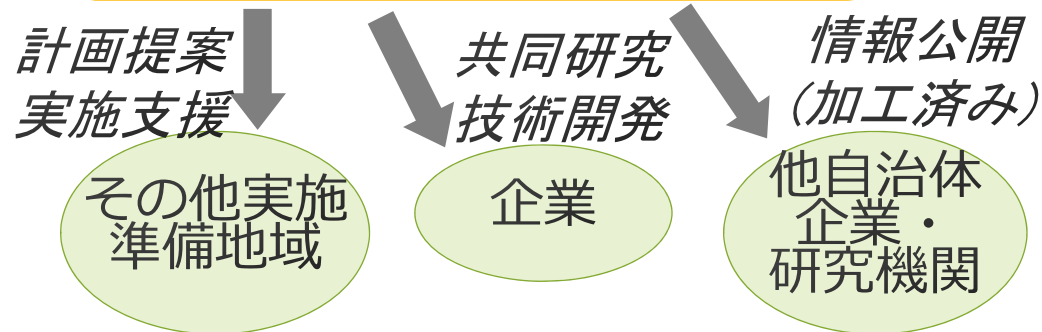 計画提案
実施支援
共同研究
技術開発
情報公開
(加工済み)
その他実施
準備地域
企業
他自治体
企業・
研究機関